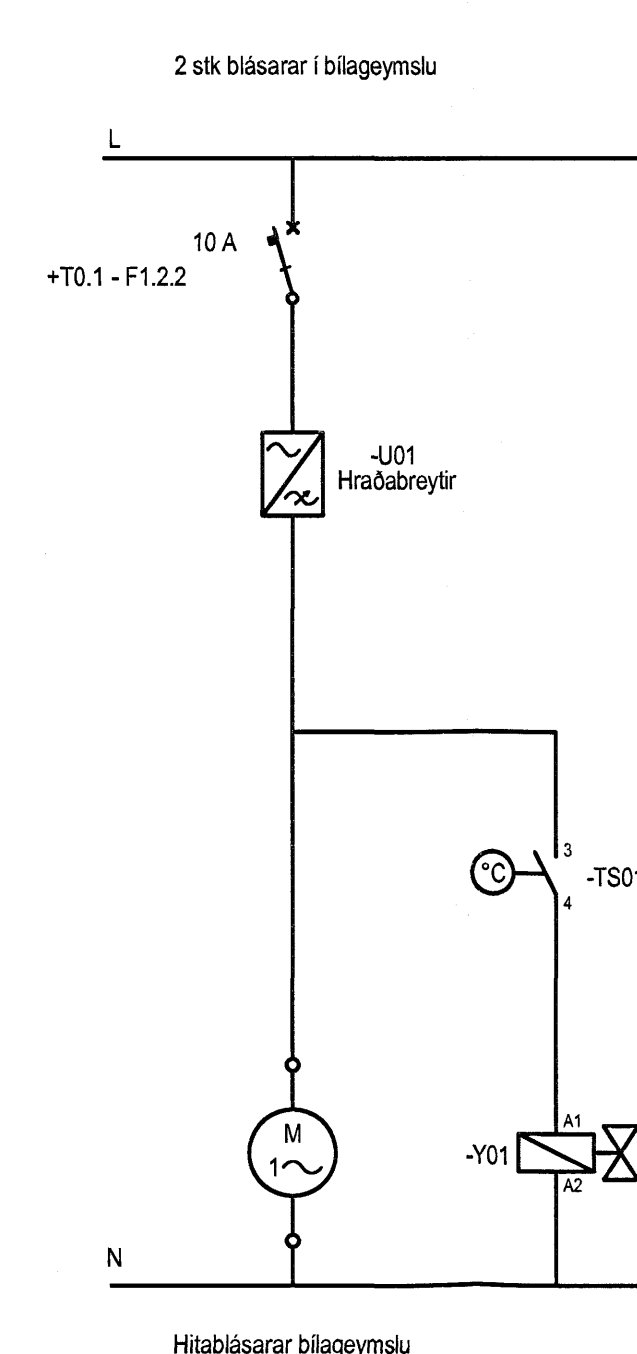 2 stk blásarar í bílageymslu
L
10 A
+T0.1 - F1.2.2
-U01
Hraðabreytir
3
°C
-TS01
4
A1
M
-Y01
1
A2
N
Hitablásarar bílageymslu